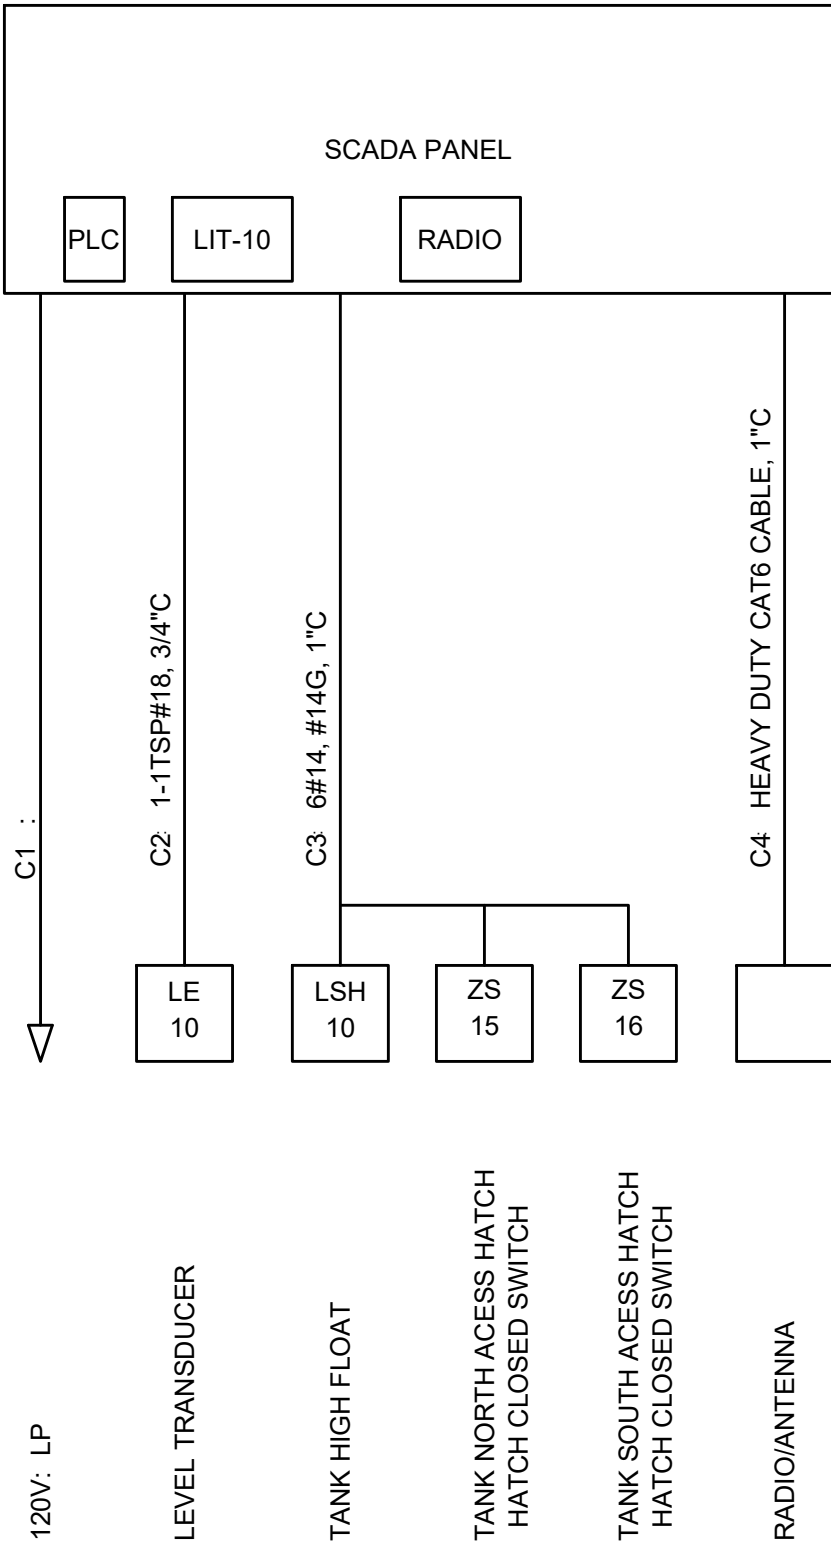 SCADA PANEL
PLC
LIT-10
RADIO
C1 :
C2: 1-1TSP#18, 3/4"C
C3: 6#14, #14G, 1"C
C4: HEAVY DUTY CAT6 CABLE, 1"C
LE
10
LSH
10
ZS
15
ZS
16
120V: LP
LEVEL TRANSDUCER
TANK HIGH FLOAT
TANK NORTH ACESS HATCH
HATCH CLOSED SWITCH
TANK SOUTH ACESS HATCH
HATCH CLOSED SWITCH
RADIO/ANTENNA